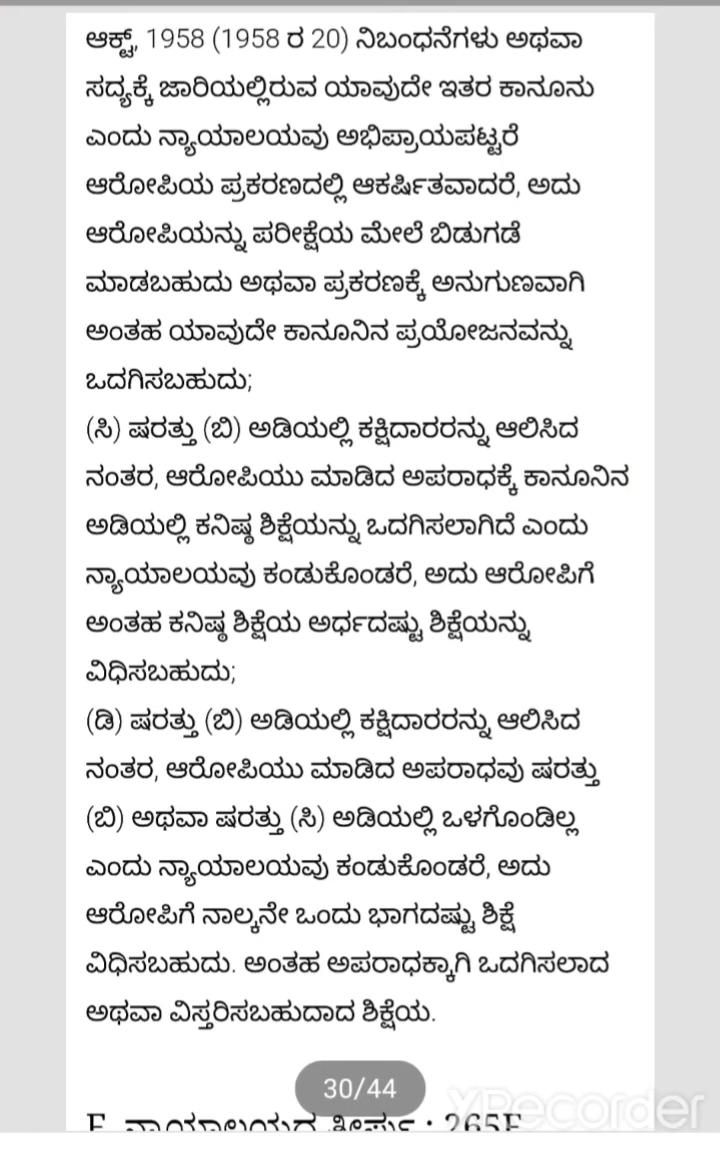 ಆಕ್ಟ್, 1958 (1958 ರ 20) ನಿಬಂಧನೆಗಳು ಅಥವಾ
ಸದ್ಯಕ್ಕೆ ಜಾರಿಯಲ್ಲಿರುವ ಯಾವುದೇ ಇತರ ಕಾನೂನು
ಎಂದು ನ್ಯಾಯಾಲಯವು ಅಭಿಪ್ರಾಯಪಟ್ಟರೆ
ಆರೋಪಿಯ ಪ್ರಕರಣದಲ್ಲಿ ಆಕರ್ಷಿತವಾದರೆ, ಅದು
ಆರೋಪಿಯನ್ನು ಪರೀಕ್ಷೆಯ ಮೇಲೆ ಬಿಡುಗಡೆ
ಮಾಡಬಹುದು ಅಥವಾ ಪ್ರಕರಣಕ್ಕೆ ಅನುಗುಣವಾಗಿ
ಅಂತಹ ಯಾವುದೇ ಕಾನೂನಿನ ಪ್ರಯೋಜನವನ್ನು
ಒದಗಿಸಬಹುದು;
(ಸಿ) ಷರತ್ತು (ಬಿ) ಅಡಿಯಲ್ಲಿ ಕಕ್ಷಿದಾರರನ್ನು ಆಲಿಸಿದ
ನಂತರ, ಆರೋಪಿಯು ಮಾಡಿದ ಅಪರಾಧಕ್ಕೆ ಕಾನೂನಿನ
ಅಡಿಯಲ್ಲಿ ಕನಿಷ್ಠ ಶಿಕ್ಷೆಯನ್ನು ಒದಗಿಸಲಾಗಿದೆ ಎಂದು
ನ್ಯಾಯಾಲಯವು ಕಂಡುಕೊಂಡರೆ, ಅದು ಆರೋಪಿಗೆ
ಅಂತಹ ಕನಿಷ್ಠ ಶಿಕ್ಷೆಯ ಅರ್ಧದಷ್ಟು ಶಿಕ್ಷೆಯನ್ನು
ವಿಧಿಸಬಹುದು;
(ಡಿ) ಷರತ್ತು (ಬಿ) ಅಡಿಯಲ್ಲಿ ಕಕ್ಷಿದಾರರನ್ನು ಆಲಿಸಿದ
ನಂತರ, ಆರೋಪಿಯು ಮಾಡಿದ ಅಪರಾಧವು ಷರತ್ತು
(ಬಿ) ಅಥವಾ ಷರತ್ತು (ಸಿ) ಅಡಿಯಲ್ಲಿ ಒಳಗೊಂಡಿಲ್ಲ
ಎಂದು ನ್ಯಾಯಾಲಯವು ಕಂಡುಕೊಂಡರೆ, ಅದು
ಆರೋಪಿಗೆ ನಾಲ್ಕನೇ ಒಂದು ಭಾಗದಷ್ಟು ಶಿಕ್ಷೆ
ವಿಧಿಸಬಹುದು. ಅಂತಹ ಅಪರಾಧಕ್ಕಾಗಿ ಒದಗಿಸಲಾದ
ಅಥವಾ ವಿಸ್ತರಿಸಬಹುದಾದ ಶಿಕ್ಷೆಯ.
30/44
XRecorder